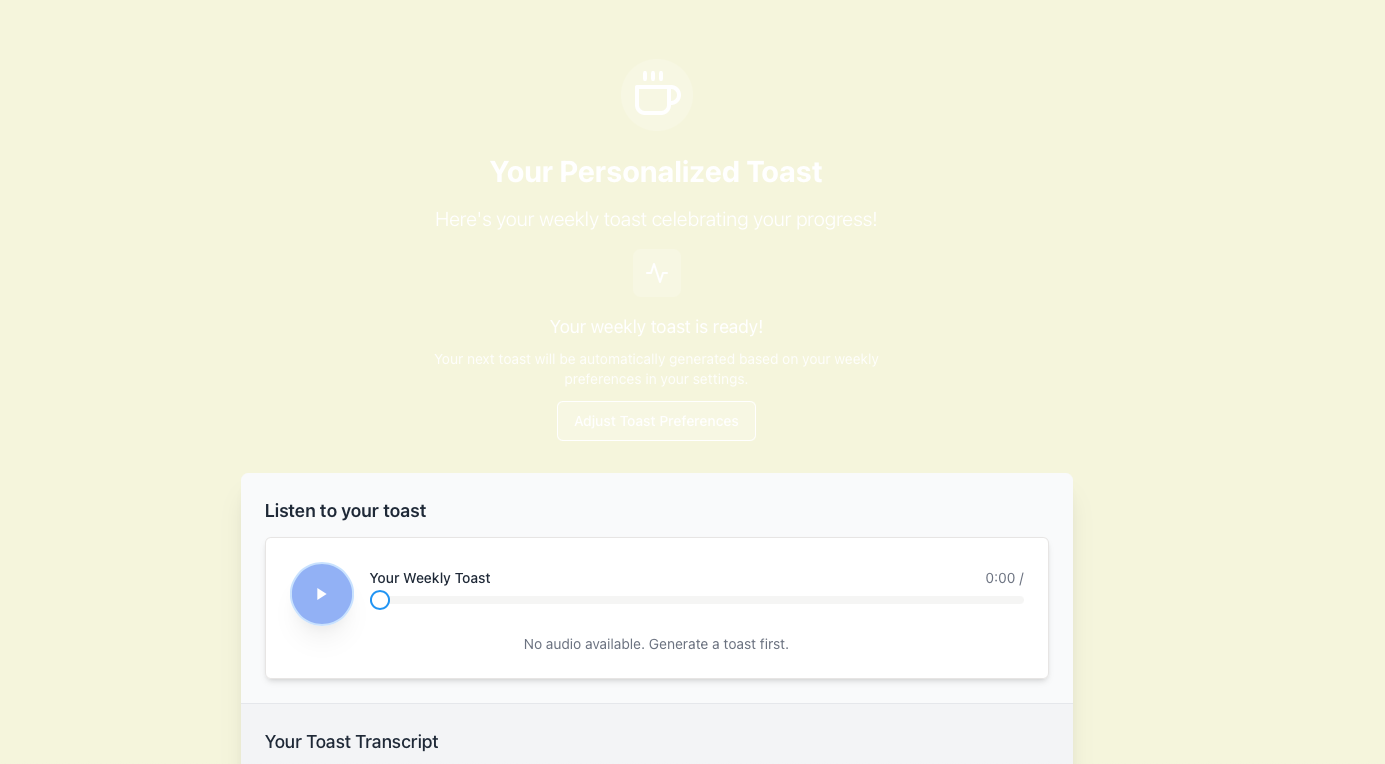 Your Personalized Toast
Here's your weekly toast celebrating your progress!
Your weekly toast is ready!
Your next toast will be automatically generated based on your weekly
preferences in your settings.
Adjust Toast Preferences
Listen to your toast
Your Weekly Toast
0:00 /
No audio available. Generate a toast first.
Your Toast Transcript